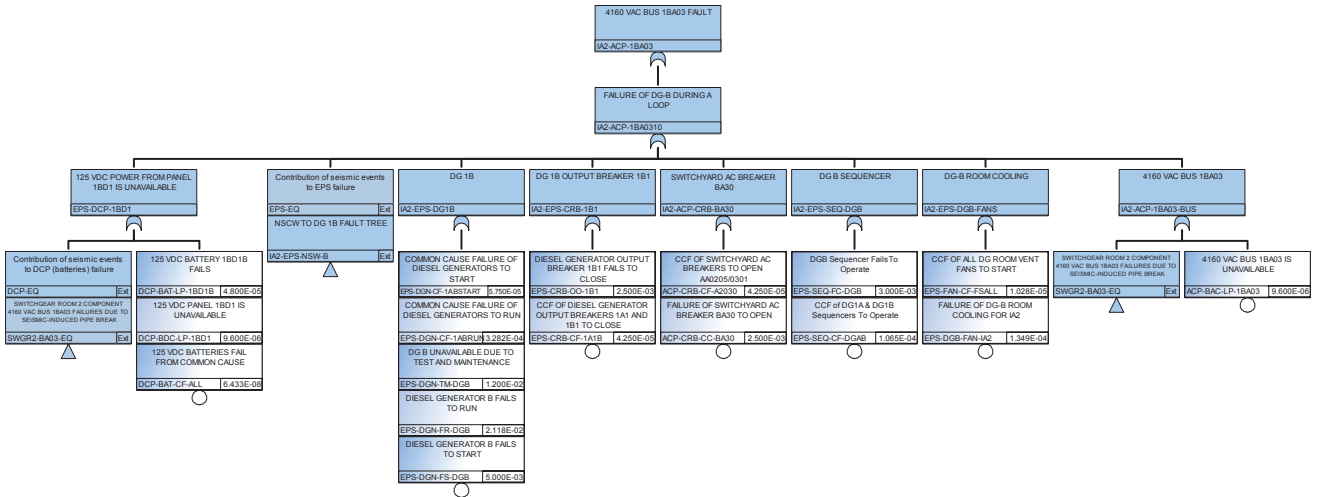 4160 VAC BUS 1BA03 FAULT
IA2-ACP-1BA03
FAILURE OF DG-B DURING A
LOOP
IA2-ACP-1BA0310
125 VDC POWER FROM PANEL
1BD1 IS UNAVAILABLE
EPS-DCP-1BD1
Contribution of seismic events
to DCP (batteries) failure
DCP-EQ Ext
SWITCHGEAR ROOM 2 COMPONENT
4160 VAC BUS 1BA03 FAILURES DUE TO
SEISMIC-INDUCED PIPE BREAK
SWGR2-BA03-EQ Ext
125 VDC BATTERY 1BD1B
FAILS
DCP-BAT-LP-1BD1B 4.800E-05
125 VDC PANEL 1BD1 IS
UNAVAILABLE
DCP-BDC-LP-1BD1 9.600E-06
125 VDC BATTERIES FAIL
FROM COMMON CAUSE
DCP-BAT-CF-ALL 6.433E-08
Contribution of seismic events
to EPS failure
EPS-EQ Ext
NSCW TO DG 1B FAULT TREE
IA2-EPS-NSW-B Ext
DG 1B
IA2-EPS-DG1B
COMMON CAUSE FAILURE OF
DIESEL GENERATORS TO
START
EPS-DGN-CF-1ABSTART 5.750E-05
COMMON CAUSE FAILURE OF
DIESEL GENERATORS TO RUN
EPS-DGN-CF-1ABRUN 3.282E-04
DG B UNAVAILABLE DUE TO
TEST AND MAINTENANCE
EPS-DGN-TM-DGB 1.200E-02
DIESEL GENERATOR B FAILS
TO RUN
EPS-DGN-FR-DGB 2.118E-02
DIESEL GENERATOR B FAILS
TO START
EPS-DGN-FS-DGB 5.000E-03
DG 1B OUTPUT BREAKER 1B1
IA2-EPS-CRB-1B1
DIESEL GENERATOR OUTPUT
BREAKER 1B1 FAILS TO
CLOSE
EPS-CRB-OO-1B1 2.500E-03
CCF OF DIESEL GENERATOR
OUTPUT BREAKERS 1A1 AND
1B1 TO CLOSE
EPS-CRB-CF-1A1B 4.250E-05
SWITCHYARD AC BREAKER
BA30
IA2-ACP-CRB-BA30
CCF OF SWITCHYARD AC
BREAKERS TO OPEN
AA0205/0301
ACP-CRB-CF-A2030 4.250E-05
FAILURE OF SWITCHYARD AC
BREAKER BA30 TO OPEN
ACP-CRB-CC-BA30 2.500E-03
DG B SEQUENCER
IA2-EPS-SEQ-DGB
DGB Sequencer Fails To
Operate
EPS-SEQ-FC-DGB 3.000E-03
CCF of DG1A & DG1B
Sequencers To Operate
EPS-SEQ-CF-DGAB 1.065E-04
DG-B ROOM COOLING
IA2-EPS-DGB-FANS
CCF OF ALL DG ROOM VENT
FANS TO START
EPS-FAN-CF-FSALL 1.028E-05
FAILURE OF DG-B ROOM
COOLING FOR IA2
EPS-DGB-FAN-IA2 1.349E-04
4160 VAC BUS 1BA03
IA2-ACP-1BA03-BUS
SWITCHGEAR ROOM 2 COMPONENT
4160 VAC BUS 1BA03 FAILURES DUE TO
SEISMIC-INDUCED PIPE BREAK
SWGR2-BA03-EQ Ext
4160 VAC BUS 1BA03 IS
UNAVAILABLE
ACP-BAC-LP-1BA03 9.600E-06